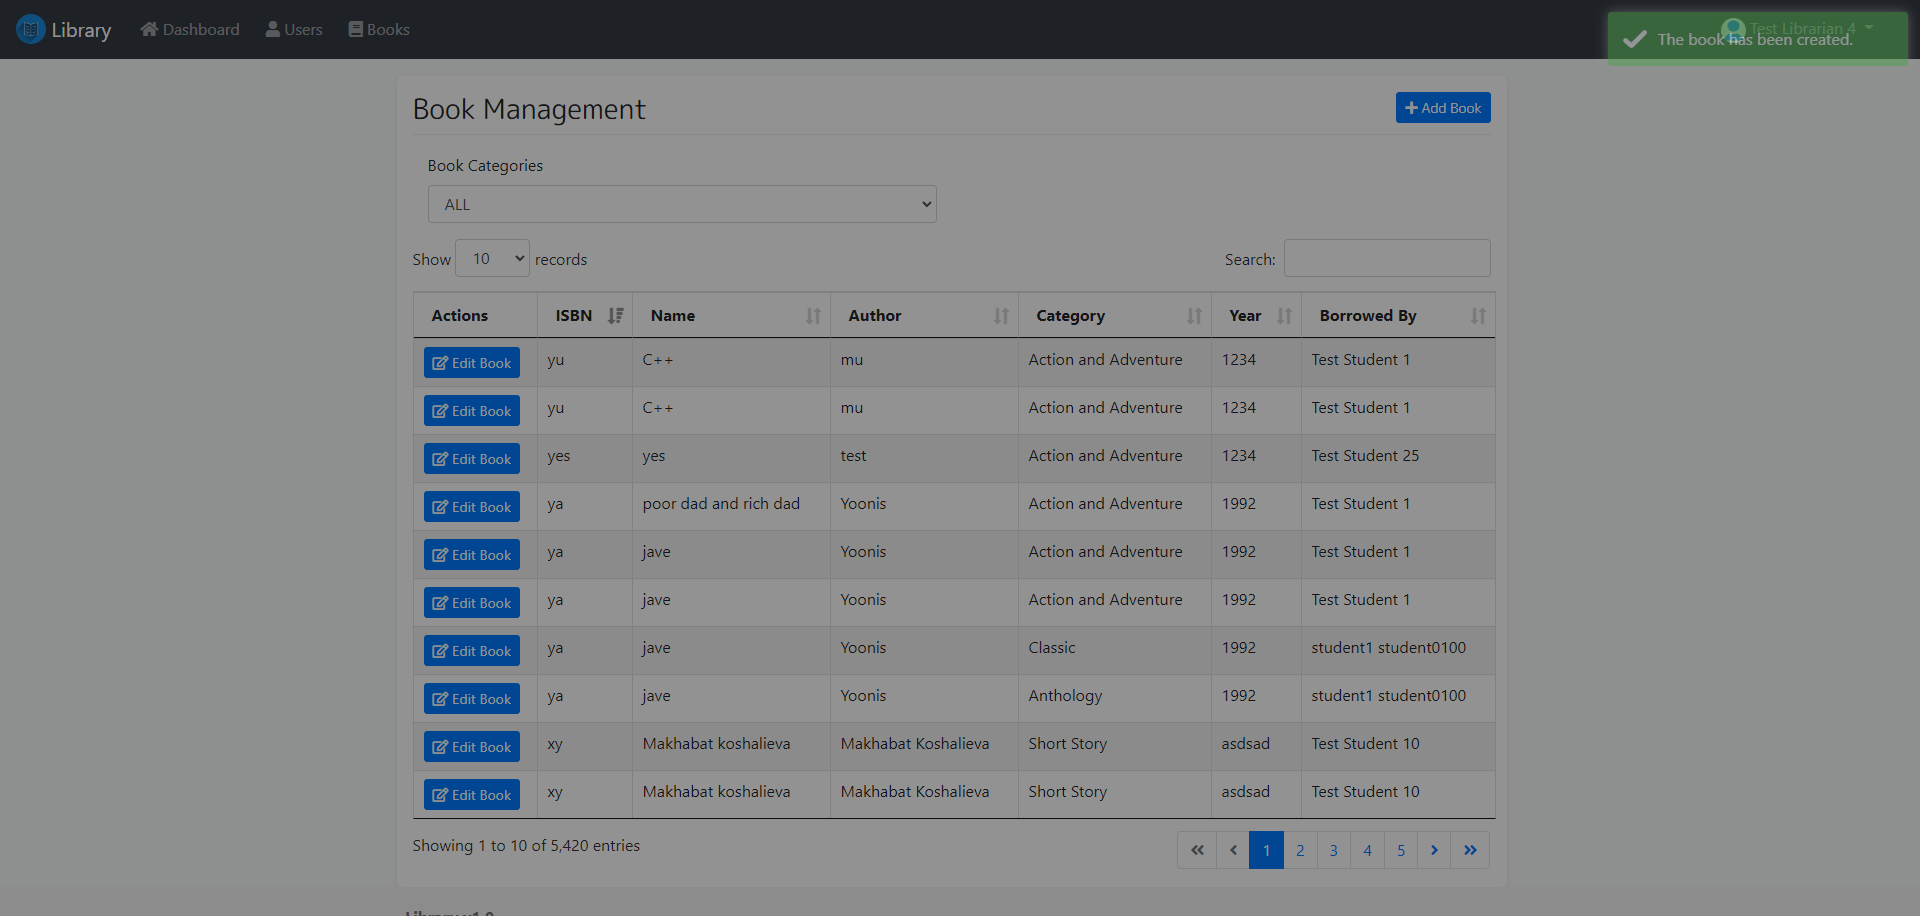 Library Dashboard Users Books Test Librarian 4
The book has been created.
Book Management Add Book
Book Categories
ALL
Show 10 records Search:
Actions ISBN Name Author Category Year Borrowed By
Edit Book yu C++ mu Action and Adventure 1234 Test Student 1
Edit Book yu C++ mu Action and Adventure 1234 Test Student 1
Edit Book yes yes test Action and Adventure 1234 Test Student 25
Edit Book ya poor dad and rich dad Yoonis Action and Adventure 1992 Test Student 1
Edit Book ya jave Yoonis Action and Adventure 1992 Test Student 1
Edit Book ya jave Yoonis Action and Adventure 1992 Test Student 1
Edit Book ya jave Yoonis Classic 1992 student1 student0100
Edit Book ya jave Yoonis Anthology 1992 student1 student0100
Edit Book xy Makhabat koshalieva Makhabat Koshalieva Short Story asdsad Test Student 10
Edit Book xy Makhabat koshalieva Makhabat Koshalieva Short Story asdsad Test Student 10
Showing 1 to 10 of 5,420 entries 1 2 3 4 5